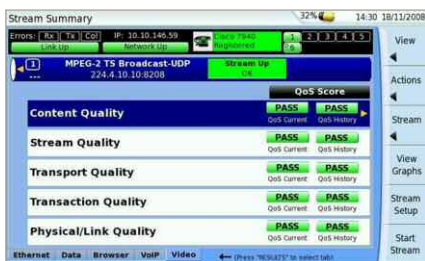 Stream Summary 32% 14:30 18/11/2008
Errors: Rx Tx Col IP: 10.10.146.59 Cisco 7940 1 2 3 4 5
Link Up Network Up Registered 6
View
1 MPEG-2 TS Broadcast-UDP Stream Up
... 224.4.10.10:8208 OK
Actions
QoS Score
Content Quality PASS PASS
QoS Current QoS History
Stream
Stream Quality PASS PASS
QoS Current QoS History
View
Graphs
Transport Quality PASS PASS
QoS Current QoS History
Transaction Quality PASS PASS
QoS Current QoS History
Stream
Setup
Physical/Link Quality PASS PASS
QoS Current QoS History
Start
Stream
Ethernet Data Browser VoIP Video (Press "RESULTS" to select tab)